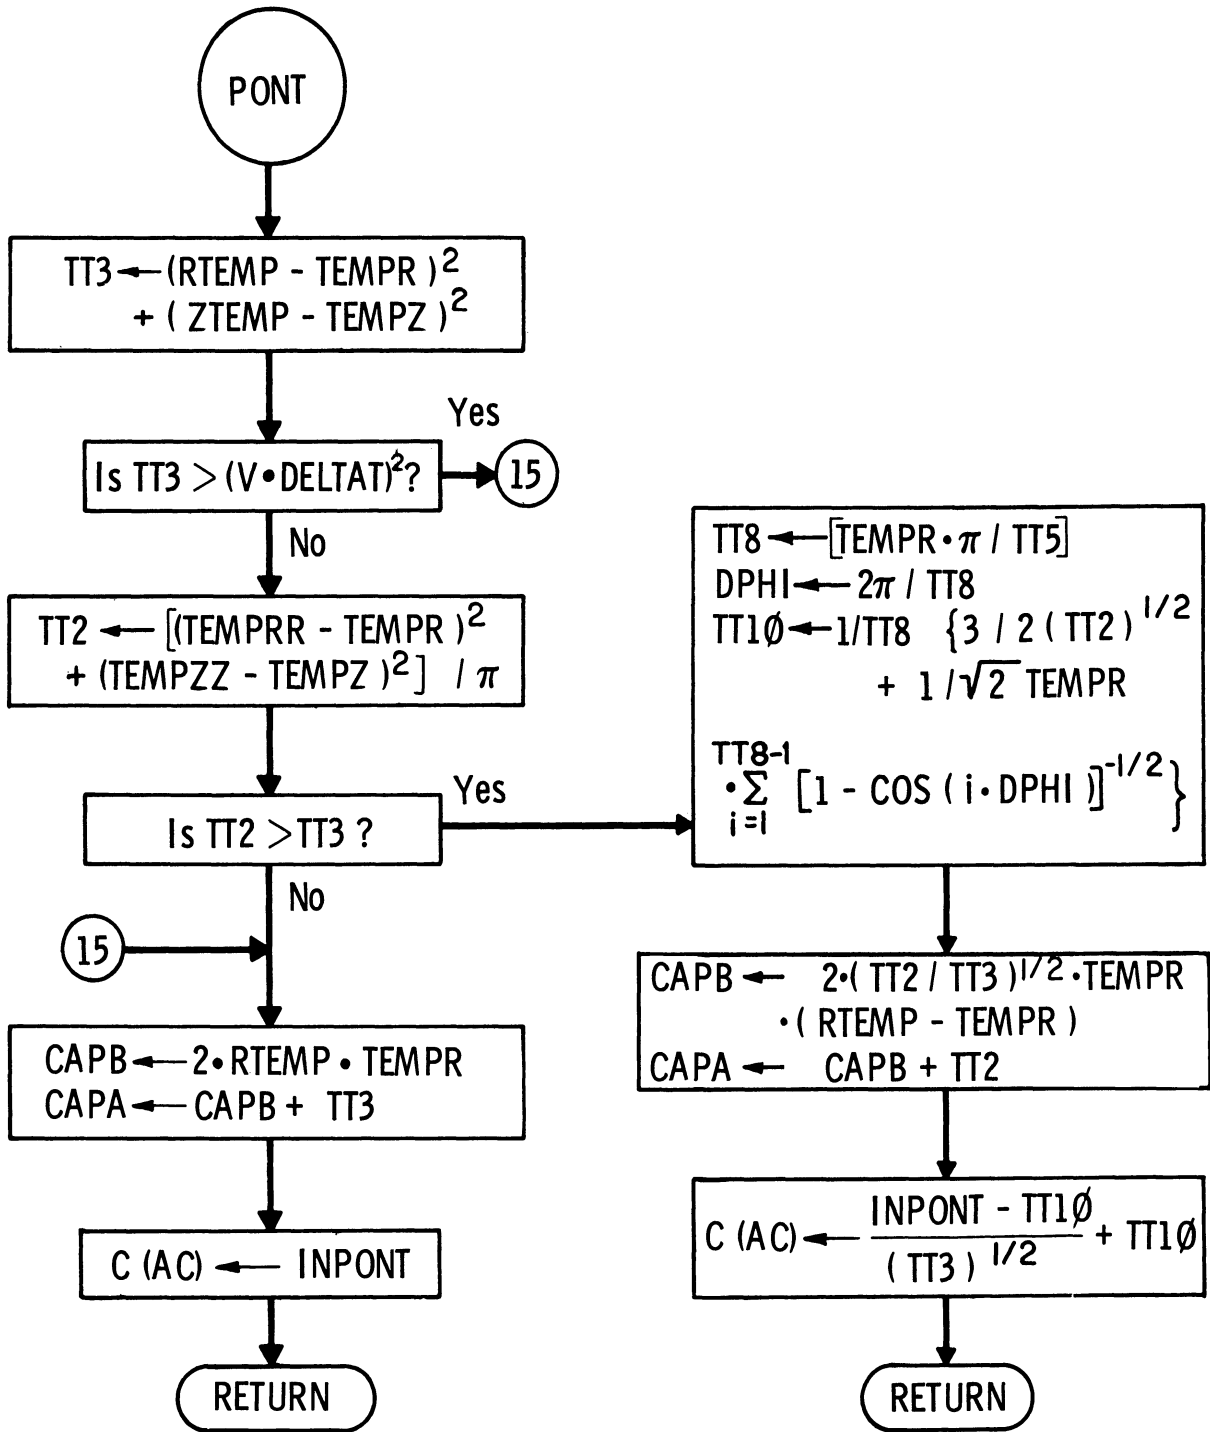 PONT
TT3 ← (RTEMP - TEMPR )²
+ ( ZTEMP - TEMPZ )²
Yes
Is TT3 > (V•DELTAT)²?
15
No
TT2 ← [(TEMPRR - TEMPR )²
+ (TEMPZZ - TEMPZ )²] / π
Yes
Is TT2 > TT3 ?
No
15
CAPB ← 2•RTEMP • TEMPR
CAPA ← CAPB + TT3
C (AC) ← INPONT
RETURN
TT8 ← [TEMPR • π / TT5]
DPHI ← 2π / TT8
TT1Ø ← 1/TT8 {3 / 2 ( TT2 )^1/2
+ 1 /√2 TEMPR
TT8-1
•Σ [1 - COS ( i • DPHI )]^-1/2}
i=1
CAPB ← 2•( TT2 / TT3 )^1/2 •TEMPR
•( RTEMP - TEMPR )
CAPA ← CAPB + TT2
INPONT - TT1Ø
C (AC) ← + TT1Ø
( TT3 )^1/2
RETURN